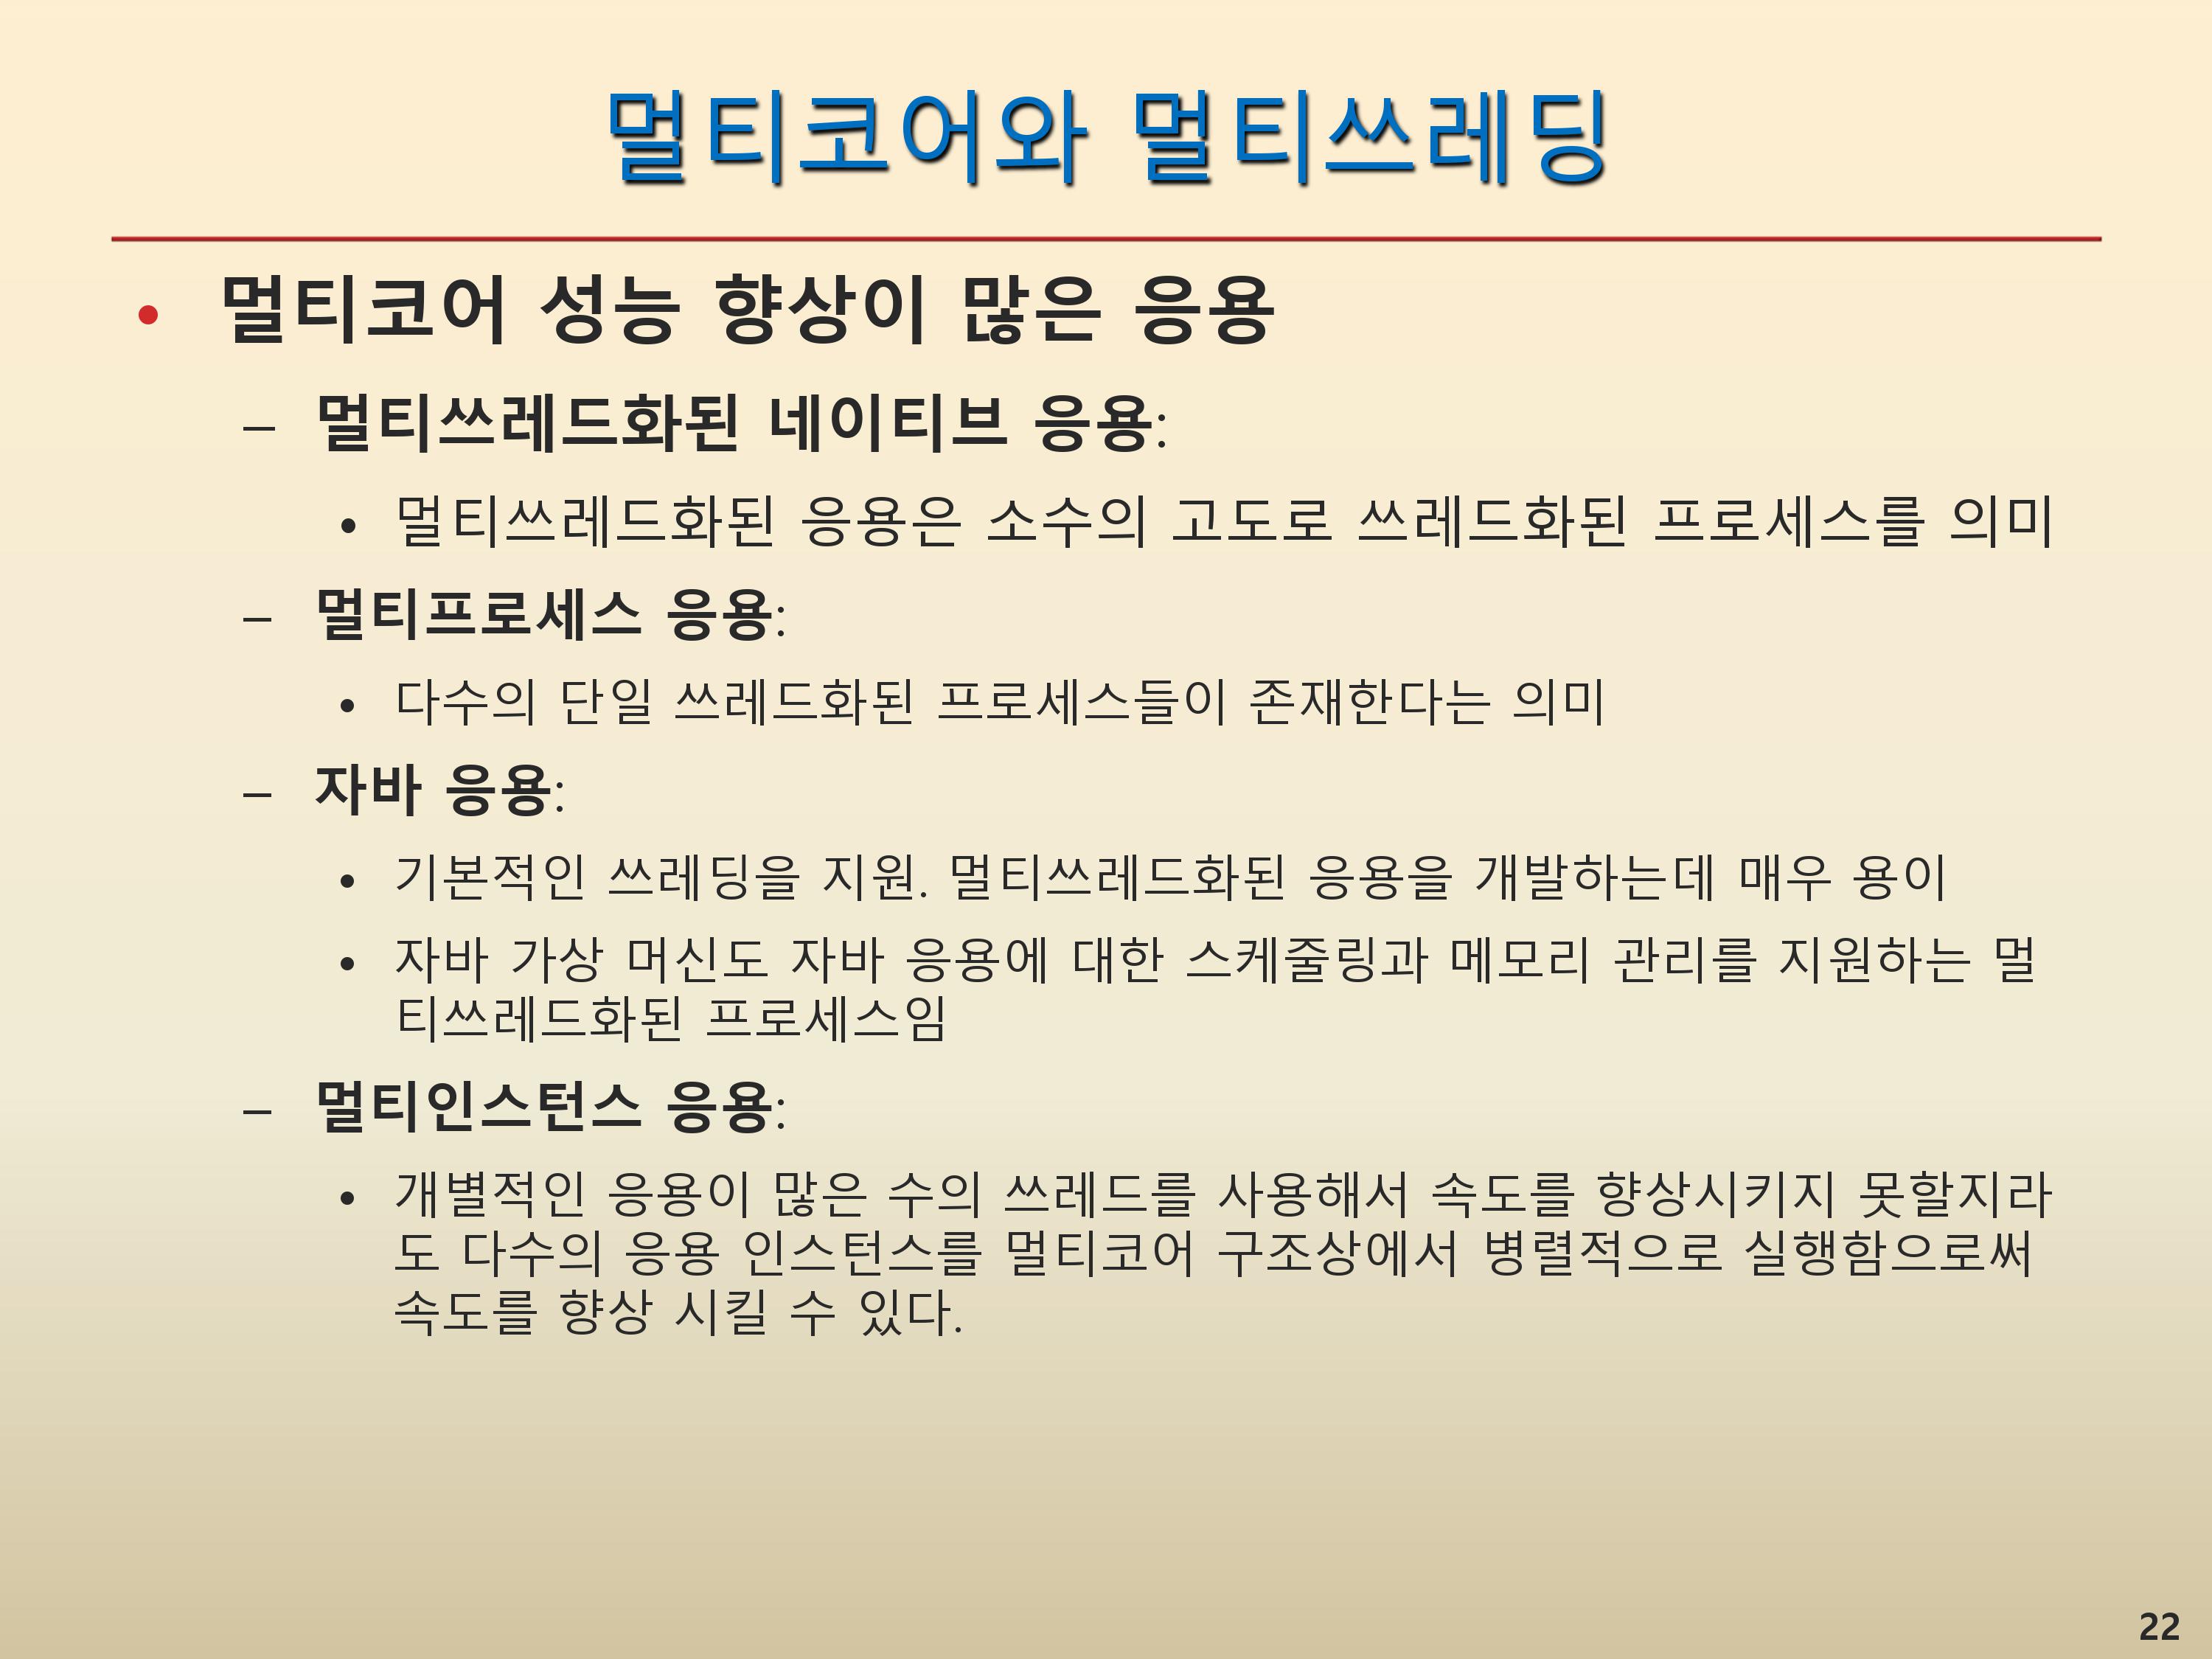 멀티코어와 멀티쓰레딩
• 멀티코어 성능 향상이 많은 응용
– 멀티쓰레드화된 네이티브 응용:
• 멀티쓰레드화된 응용은 소수의 고도로 쓰레드화된 프로세스를 의미
– 멀티프로세스 응용:
• 다수의 단일 쓰레드화된 프로세스들이 존재한다는 의미
– 자바 응용:
• 기본적인 쓰레딩을 지원. 멀티쓰레드화된 응용을 개발하는데 매우 용이
• 자바 가상 머신도 자바 응용에 대한 스케줄링과 메모리 관리를 지원하는 멀
티쓰레드화된 프로세스임
– 멀티인스턴스 응용:
• 개별적인 응용이 많은 수의 쓰레드를 사용해서 속도를 향상시키지 못할지라
도 다수의 응용 인스턴스를 멀티코어 구조상에서 병렬적으로 실행함으로써
속도를 향상 시킬 수 있다.
22